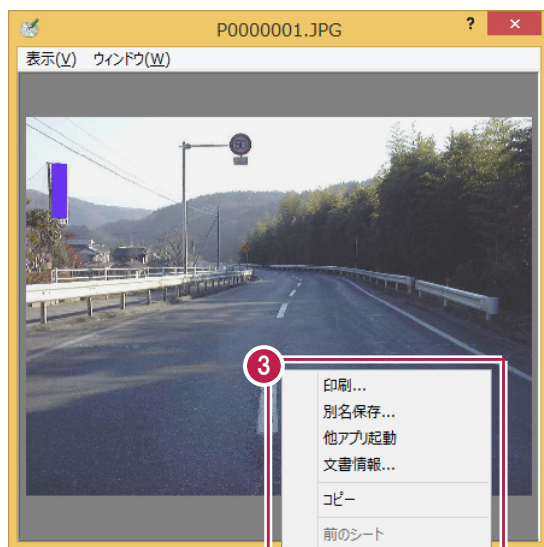 P0000001.JPG
?
×
表示(V) ウィンドウ(W)
50
3
印刷...
別名保存...
他アプリ起動
文書情報...
コピー
前のシート